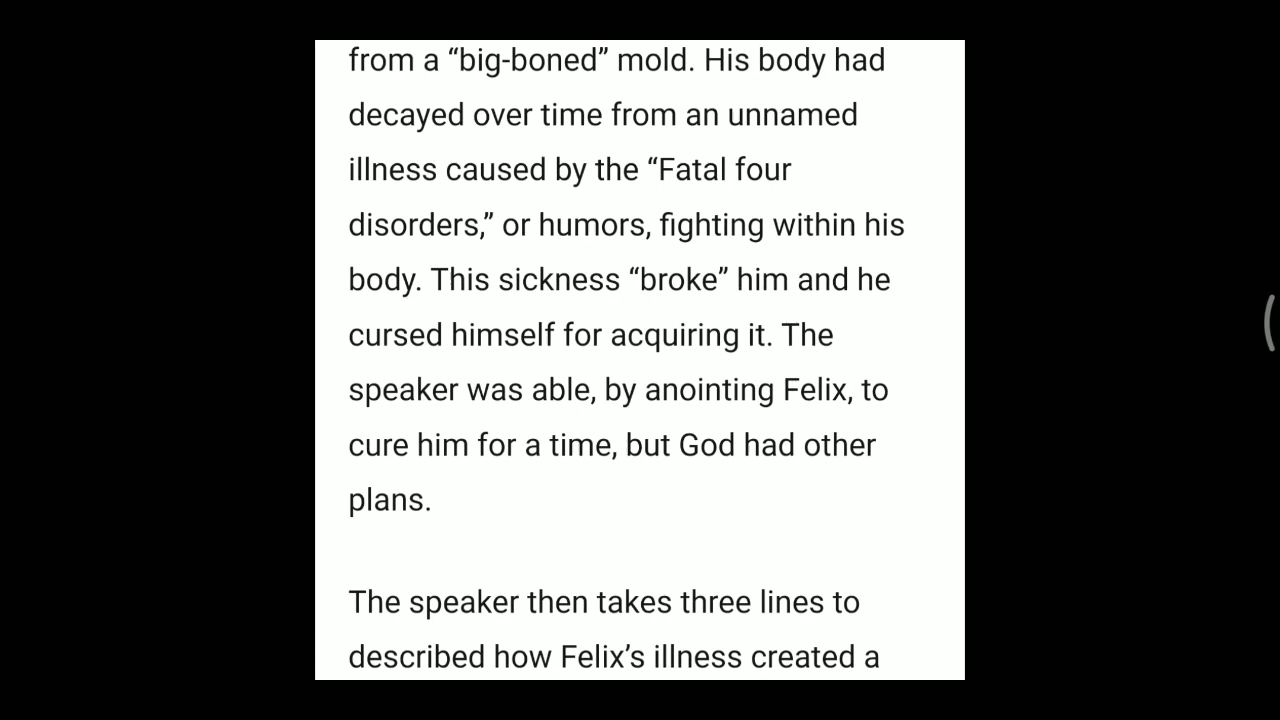 from a “big-boned” mold. His body had
decayed over time from an unnamed
illness caused by the “Fatal four
disorders,” or humors, fighting within his
body. This sickness “broke” him and he
cursed himself for acquiring it. The
speaker was able, by anointing Felix, to
cure him for a time, but God had other
plans.
The speaker then takes three lines to
described how Felix’s illness created a